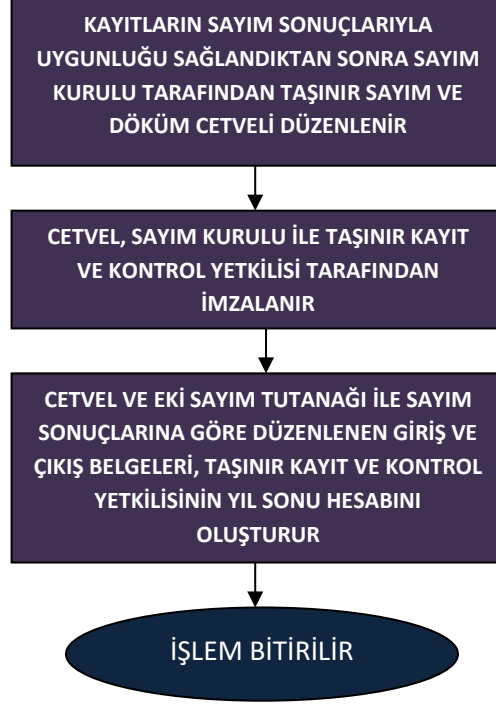 KAYITLARIN SAYIM SONUÇLARIYLA
UYGUNLUĞU SAĞLANDIKTAN SONRA SAYIM
KURULU TARAFINDAN TAŞINIR SAYIM VE
DÖKÜM CETVELİ DÜZENLENİR
CETVEL, SAYIM KURULU İLE TAŞINIR KAYIT
VE KONTROL YETKİLİSİ TARAFINDAN
İMZALANIR
CETVEL VE EKİ SAYIM TUTANAĞI İLE SAYIM
SONUÇLARINA GÖRE DÜZENLENEN GİRİŞ VE
ÇIKIŞ BELGELERİ, TAŞINIR KAYIT VE KONTROL
YETKİLİSİNİN YIL SONU HESABINI
OLUŞTURUR
İŞLEM BİTİRİLİR